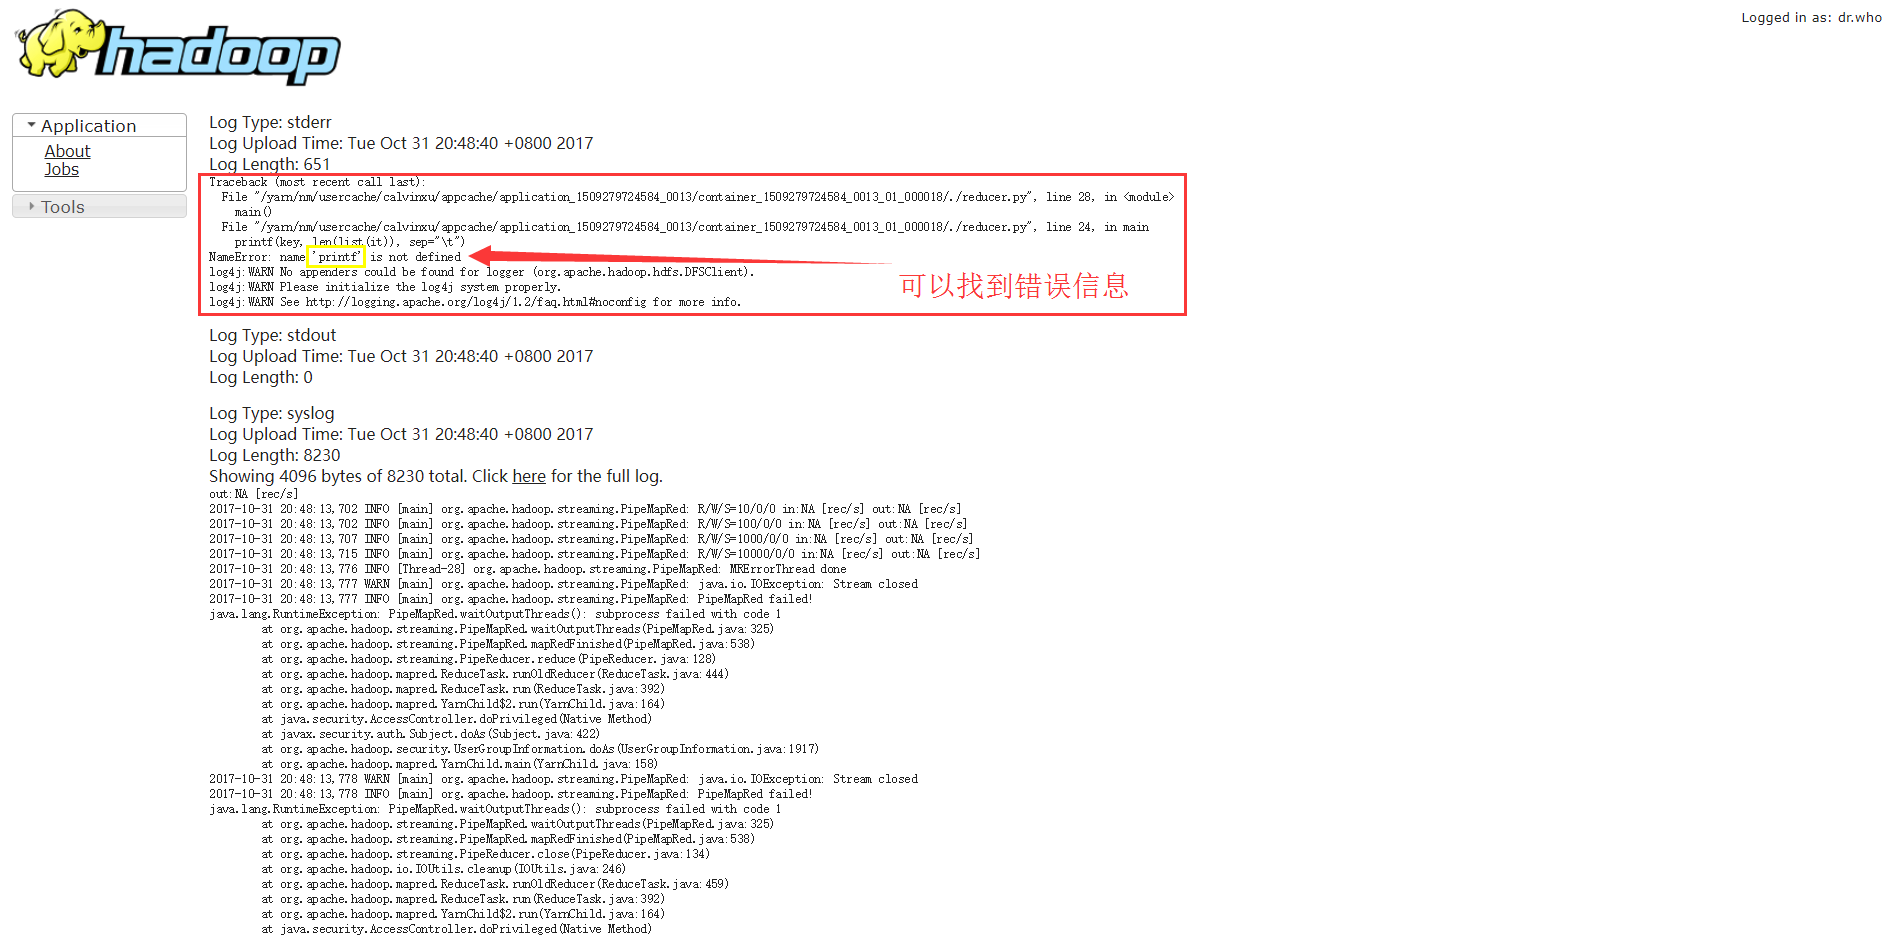 hadoop
Logged in as: dr.who
Application
About
Jobs
Tools
Log Type: stderr
Log Upload Time: Tue Oct 31 20:48:40 +0800 2017
Log Length: 651
Traceback (most recent call last):
  File "/yarn/nm/usercache/calvinxu/appcache/application_1509279724584_0013/container_1509279724584_0013_01_000018/./reducer.py", line 28, in <module>
    main()
  File "/yarn/nm/usercache/calvinxu/appcache/application_1509279724584_0013/container_1509279724584_0013_01_000018/./reducer.py", line 24, in main
    printf(key, len(list(it)), sep="\t")
NameError: name 'printf' is not defined
log4j:WARN No appenders could be found for logger (org.apache.hadoop.hdfs.DFSClient).
log4j:WARN Please initialize the log4j system properly.
log4j:WARN See http://logging.apache.org/log4j/1.2/faq.html#noconfig for more info.
可以找到错误信息
Log Type: stdout
Log Upload Time: Tue Oct 31 20:48:40 +0800 2017
Log Length: 0
Log Type: syslog
Log Upload Time: Tue Oct 31 20:48:40 +0800 2017
Log Length: 8230
Showing 4096 bytes of 8230 total. Click here for the full log.
out:NA [rec/s]
2017-10-31 20:48:13,702 INFO [main] org.apache.hadoop.streaming.PipeMapRed: R/W/S=10/0/0 in:NA [rec/s] out:NA [rec/s]
2017-10-31 20:48:13,702 INFO [main] org.apache.hadoop.streaming.PipeMapRed: R/W/S=100/0/0 in:NA [rec/s] out:NA [rec/s]
2017-10-31 20:48:13,707 INFO [main] org.apache.hadoop.streaming.PipeMapRed: R/W/S=1000/0/0 in:NA [rec/s] out:NA [rec/s]
2017-10-31 20:48:13,715 INFO [main] org.apache.hadoop.streaming.PipeMapRed: R/W/S=10000/0/0 in:NA [rec/s] out:NA [rec/s]
2017-10-31 20:48:13,776 INFO [Thread-28] org.apache.hadoop.streaming.PipeMapRed: MRErrorThread done
2017-10-31 20:48:13,777 WARN [main] org.apache.hadoop.streaming.PipeMapRed: java.io.IOException: Stream closed
2017-10-31 20:48:13,777 INFO [main] org.apache.hadoop.streaming.PipeMapRed: PipeMapRed failed!
java.lang.RuntimeException: PipeMapRed.waitOutputThreads(): subprocess failed with code 1
        at org.apache.hadoop.streaming.PipeMapRed.waitOutputThreads(PipeMapRed.java:325)
        at org.apache.hadoop.streaming.PipeMapRed.mapRedFinished(PipeMapRed.java:538)
        at org.apache.hadoop.streaming.PipeReducer.reduce(PipeReducer.java:128)
        at org.apache.hadoop.mapred.ReduceTask.runOldReducer(ReduceTask.java:444)
        at org.apache.hadoop.mapred.ReduceTask.run(ReduceTask.java:392)
        at org.apache.hadoop.mapred.YarnChild$2.run(YarnChild.java:164)
        at java.security.AccessController.doPrivileged(Native Method)
        at javax.security.auth.Subject.doAs(Subject.java:422)
        at org.apache.hadoop.security.UserGroupInformation.doAs(UserGroupInformation.java:1917)
        at org.apache.hadoop.mapred.YarnChild.main(YarnChild.java:158)
2017-10-31 20:48:13,778 WARN [main] org.apache.hadoop.streaming.PipeMapRed: java.io.IOException: Stream closed
2017-10-31 20:48:13,778 INFO [main] org.apache.hadoop.streaming.PipeMapRed: PipeMapRed failed!
java.lang.RuntimeException: PipeMapRed.waitOutputThreads(): subprocess failed with code 1
        at org.apache.hadoop.streaming.PipeMapRed.waitOutputThreads(PipeMapRed.java:325)
        at org.apache.hadoop.streaming.PipeMapRed.mapRedFinished(PipeMapRed.java:538)
        at org.apache.hadoop.streaming.PipeReducer.close(PipeReducer.java:134)
        at org.apache.hadoop.io.IOUtils.cleanup(IOUtils.java:246)
        at org.apache.hadoop.mapred.ReduceTask.runOldReducer(ReduceTask.java:459)
        at org.apache.hadoop.mapred.ReduceTask.run(ReduceTask.java:392)
        at org.apache.hadoop.mapred.YarnChild$2.run(YarnChild.java:164)
        at java.security.AccessController.doPrivileged(Native Method)